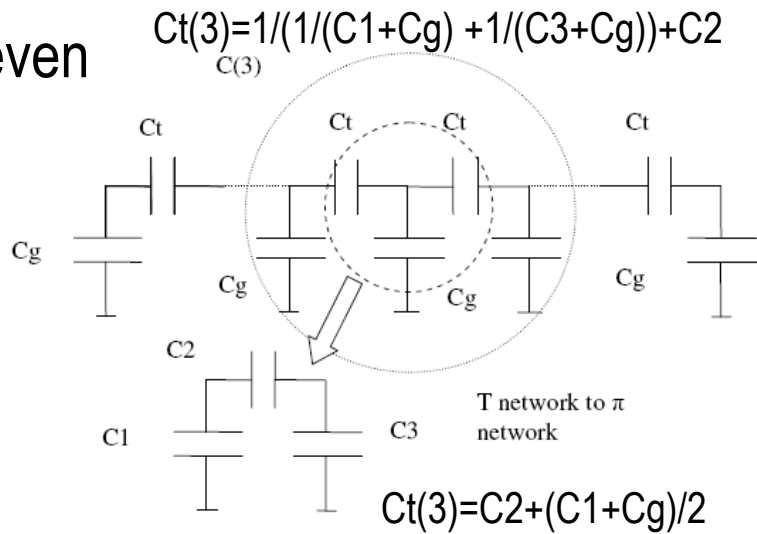 Ct(3)=1/(1/(C1+Cg) +1/(C3+Cg))+C2
even
C(3)
Ct
Ct
Ct
Ct
Cg
Cg
Cg
Cg
C2
C1
C3
T network to π
network
Ct(3)=C2+(C1+Cg)/2